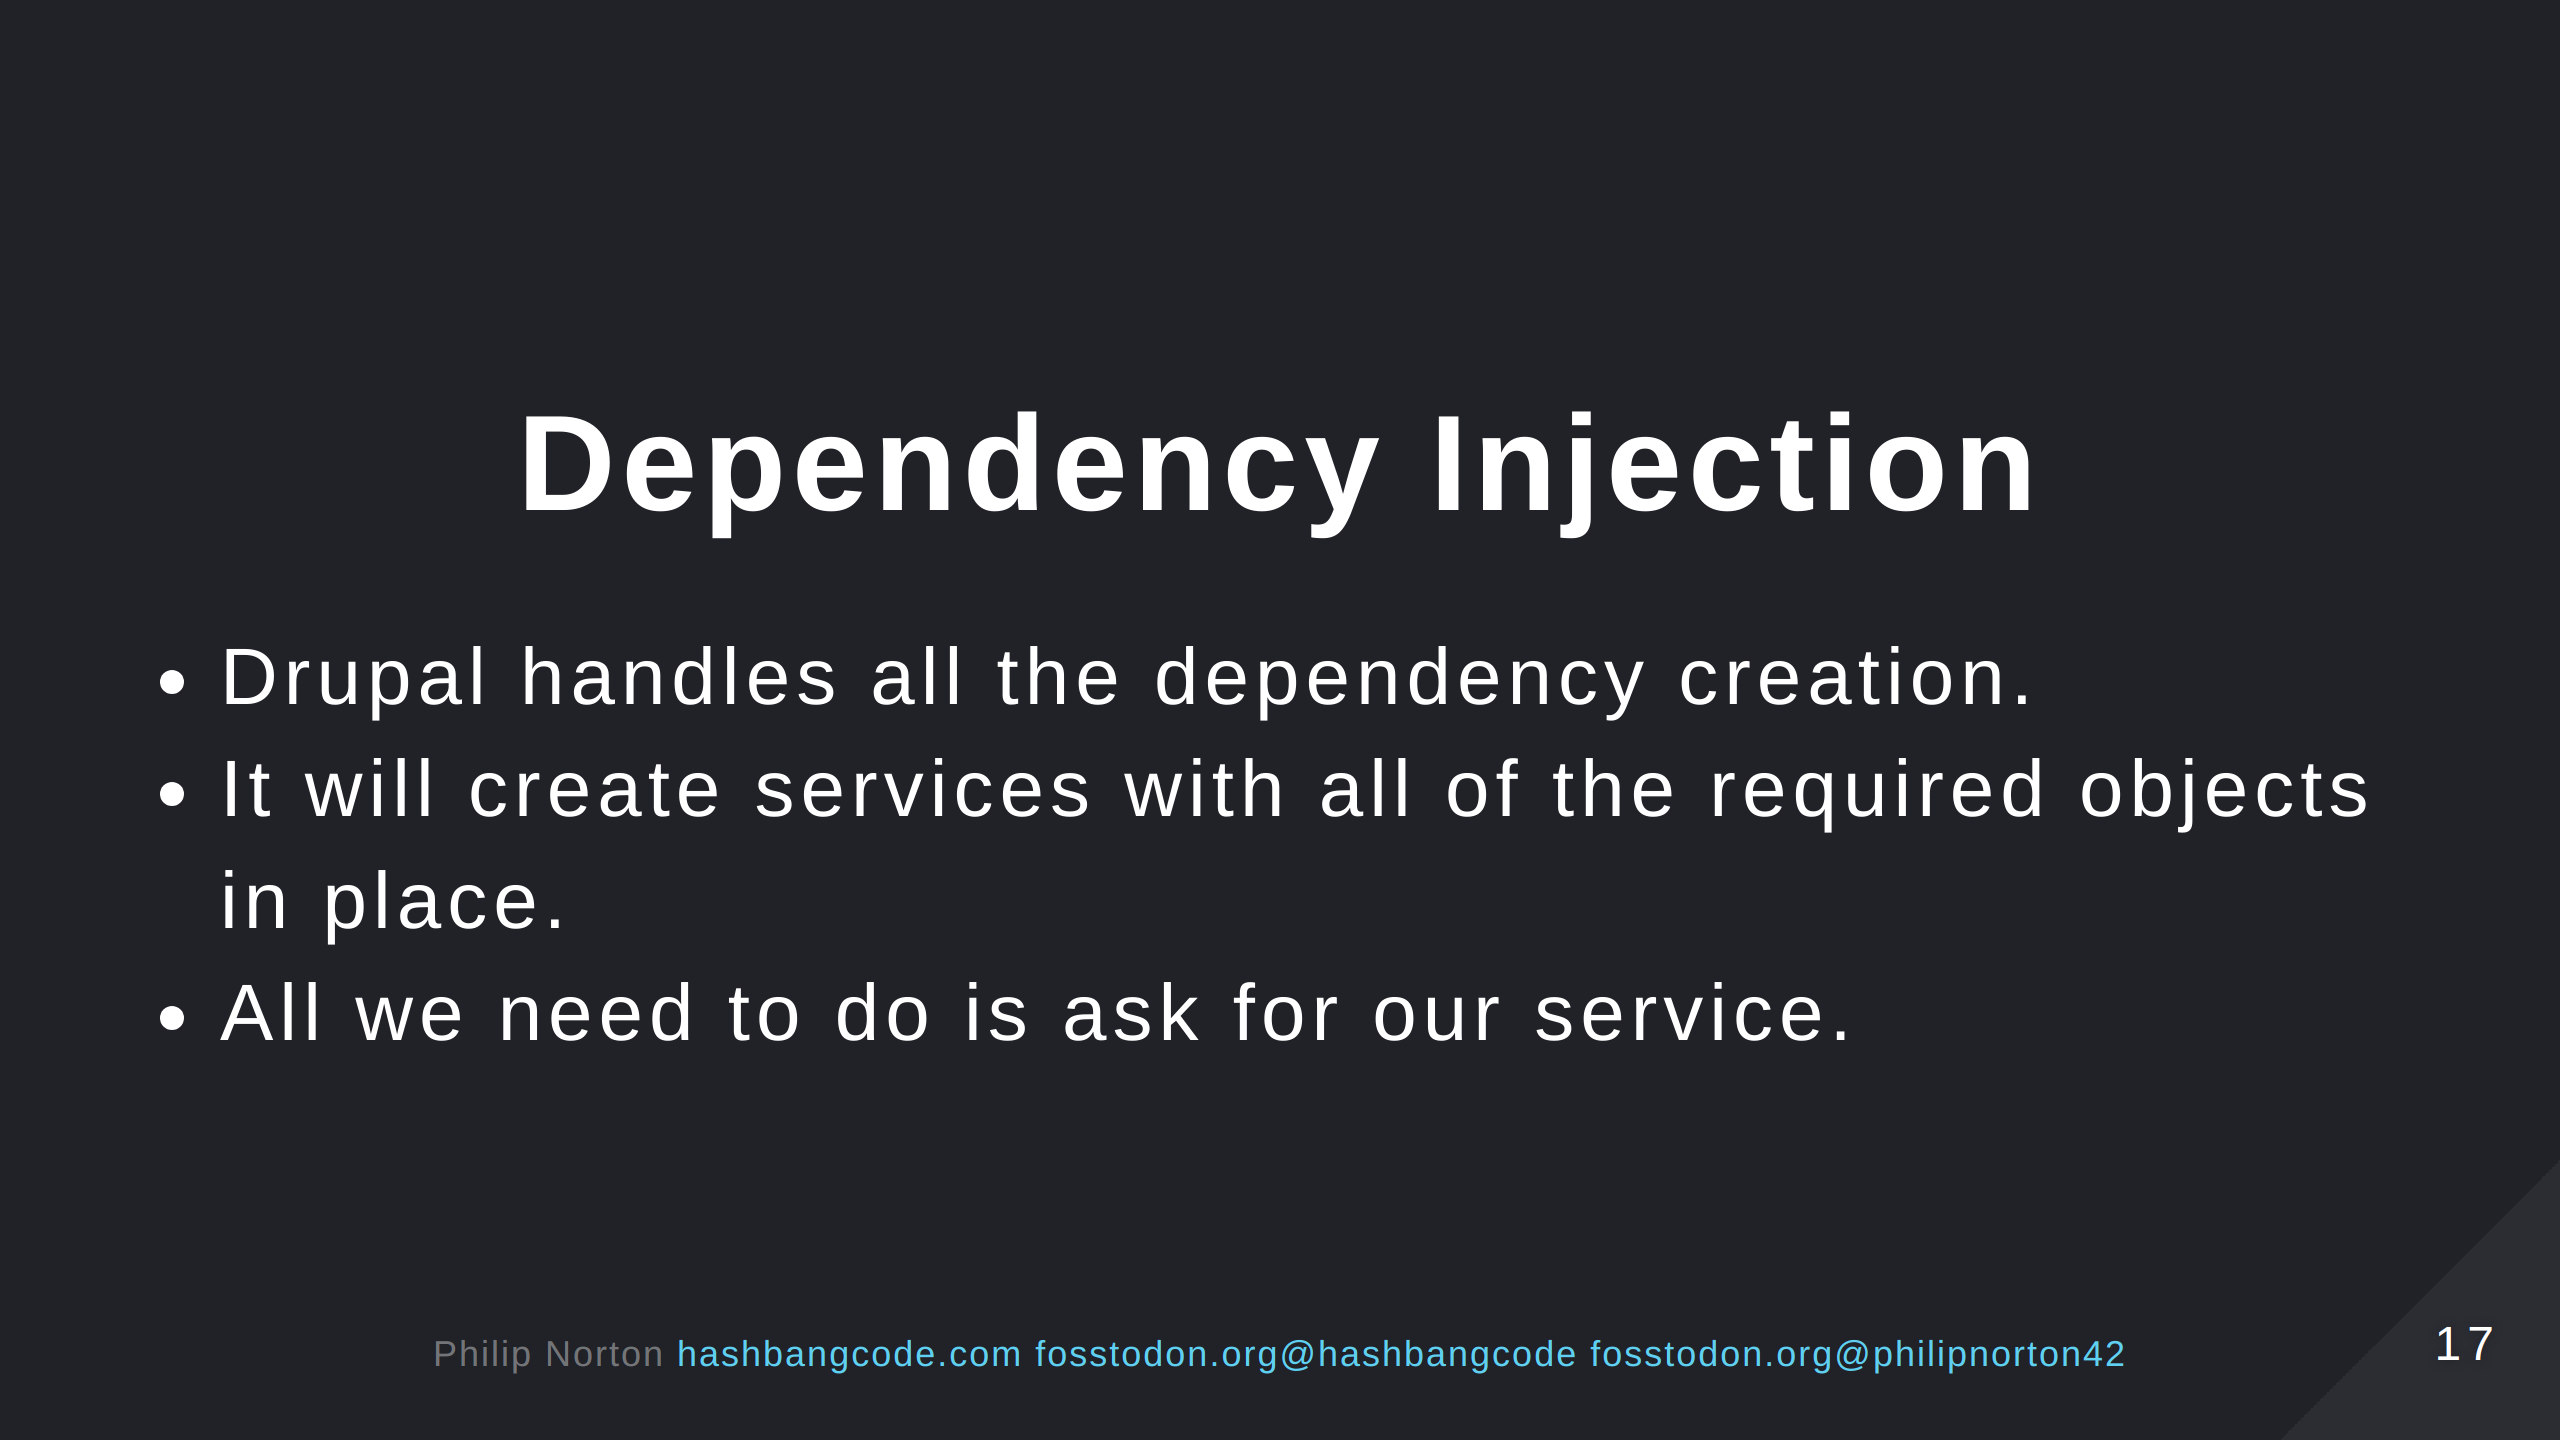 Dependency Injection
• Drupal handles all the dependency creation.
• It will create services with all of the required objects
in place.
• All we need to do is ask for our service.
Philip Norton hashbangcode.com fosstodon.org@hashbangcode fosstodon.org@philipnorton42
17